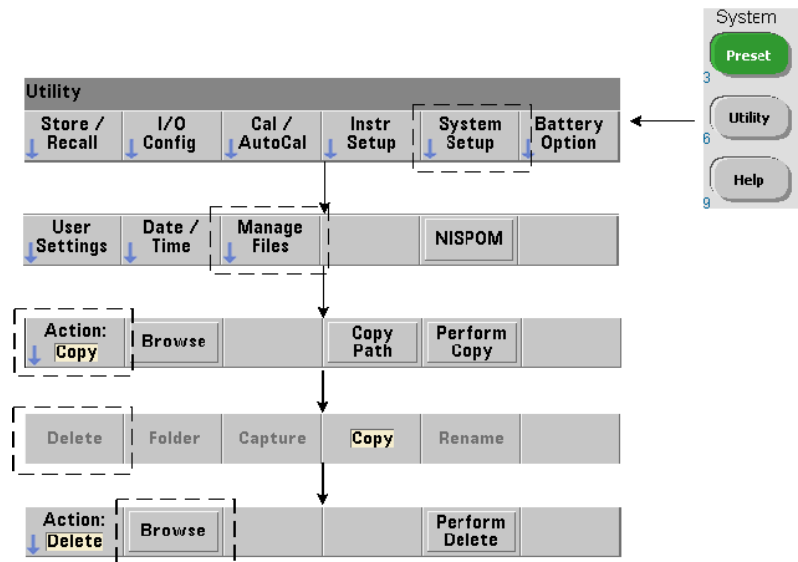 System
Preset
3
Utility
6
Help
9
Utility
Store / Recall
I/O Config
Cal / AutoCal
Instr Setup
System Setup
Battery Option
User Settings
Date / Time
Manage Files
NISPOM
Action: Copy
Browse
Copy Path
Perform Copy
Delete
Folder
Capture
Copy
Rename
Action: Delete
Browse
Perform Delete